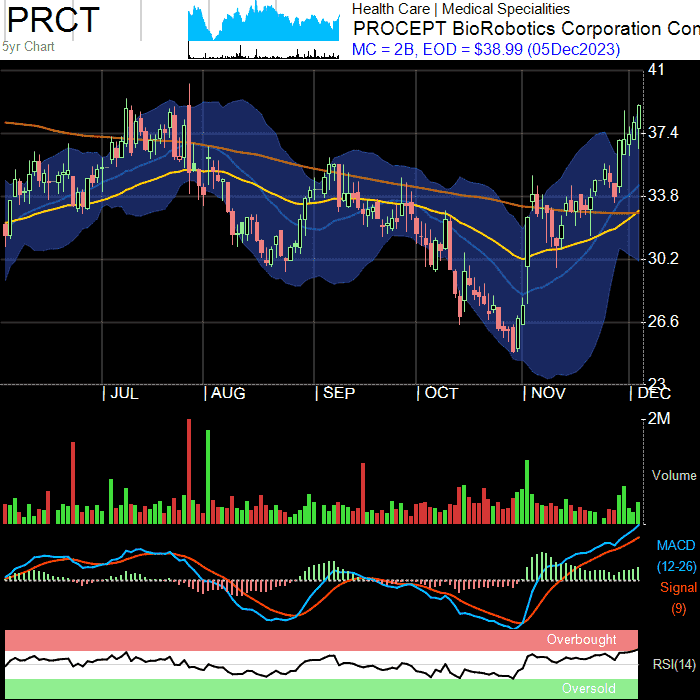 PRCT
5yr Chart
Health Care | Medical Specialities
PROCEPT BioRobotics Corporation Con
MC = 2B, EOD = $38.99 (05Dec2023)
41
37.4
33.8
30.2
26.6
23
JUL AUG SEP OCT NOV DEC
2M
Volume
MACD
(12-26)
Signal
(9)
Overbought
RSI(14)
Oversold